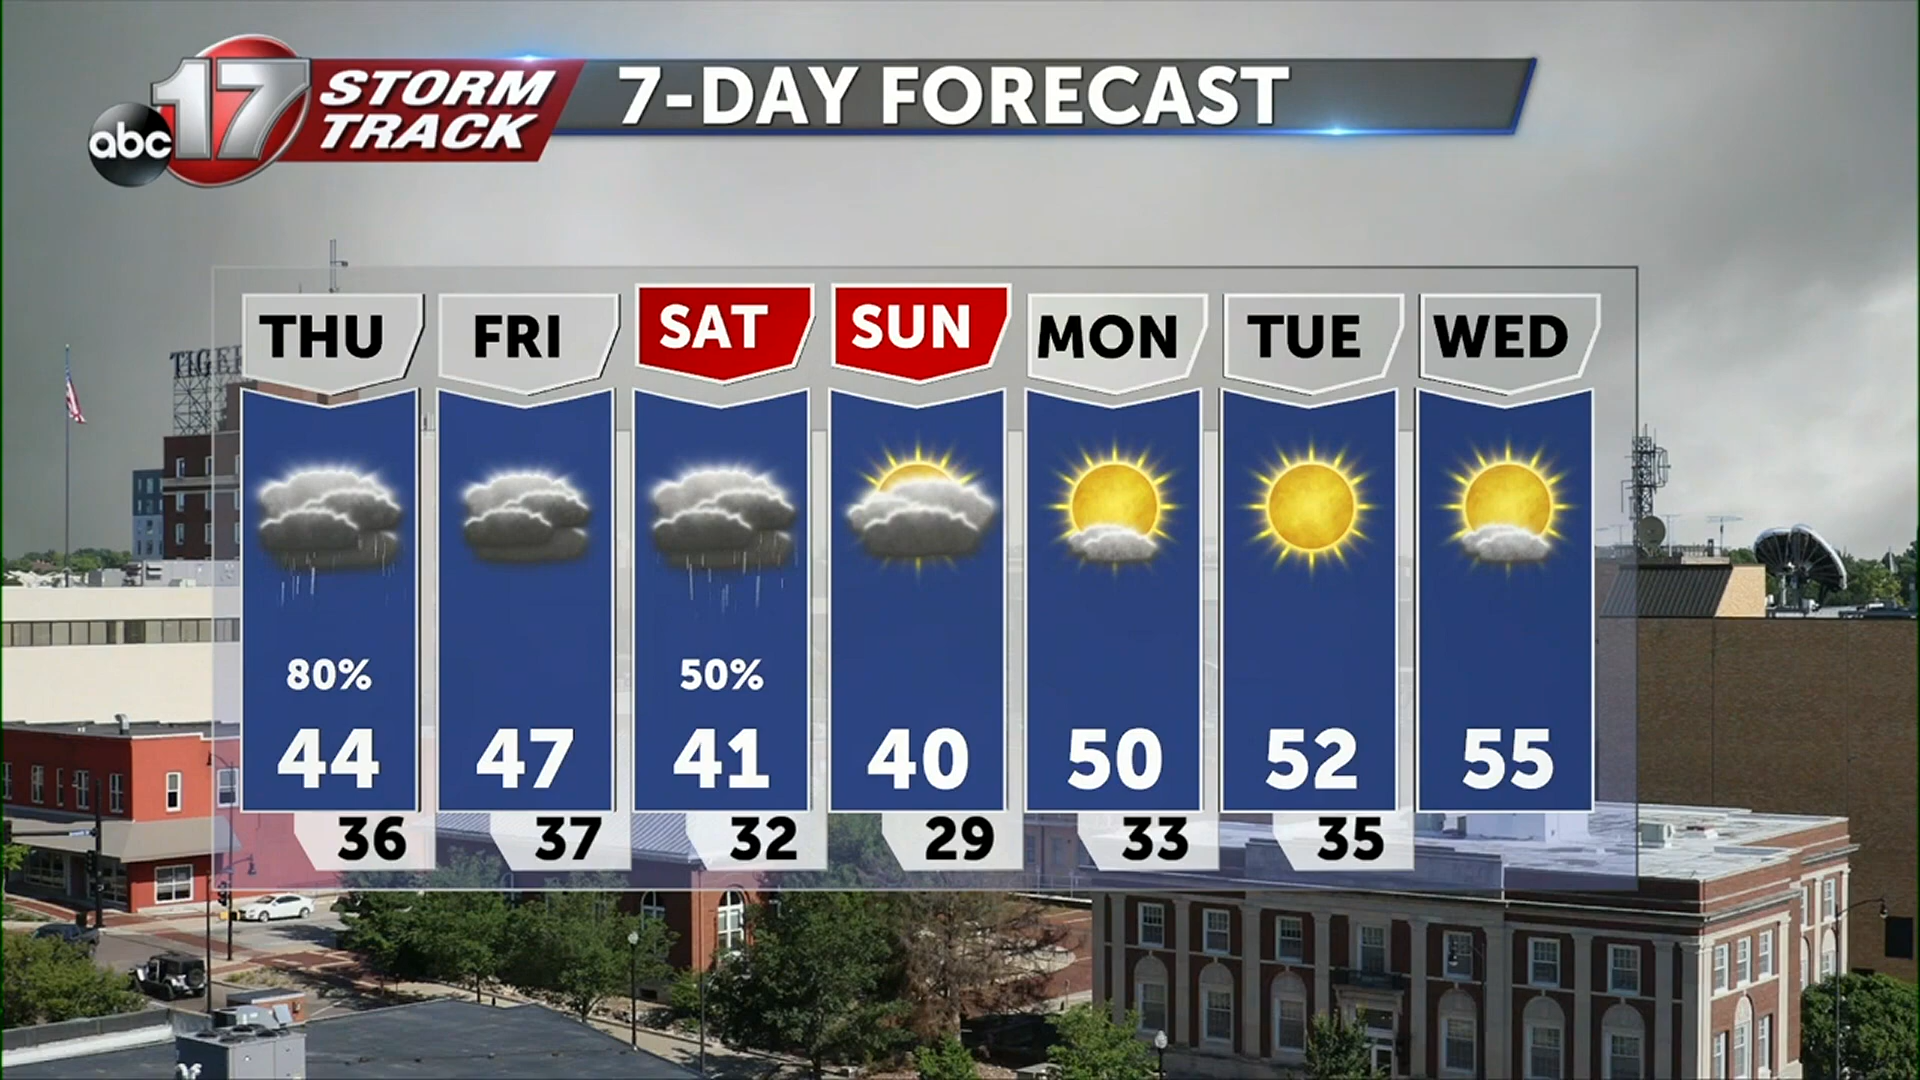 abc 17 STORM TRACK
7-DAY FORECAST
TIGER
THU FRI SAT SUN MON TUE WED
80% 50%
44 47 41 40 50 52 55
36 37 32 29 33 35